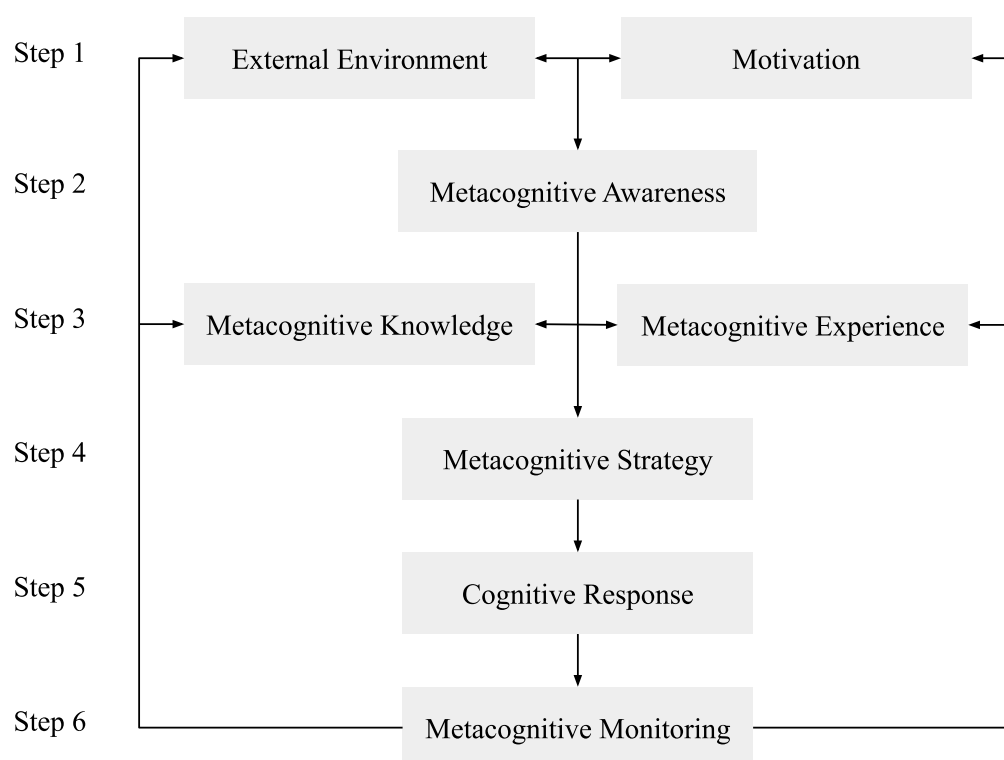 Step 1
External Environment
Motivation
Step 2
Metacognitive Awareness
Step 3
Metacognitive Knowledge
Metacognitive Experience
Step 4
Metacognitive Strategy
Step 5
Cognitive Response
Step 6
Metacognitive Monitoring